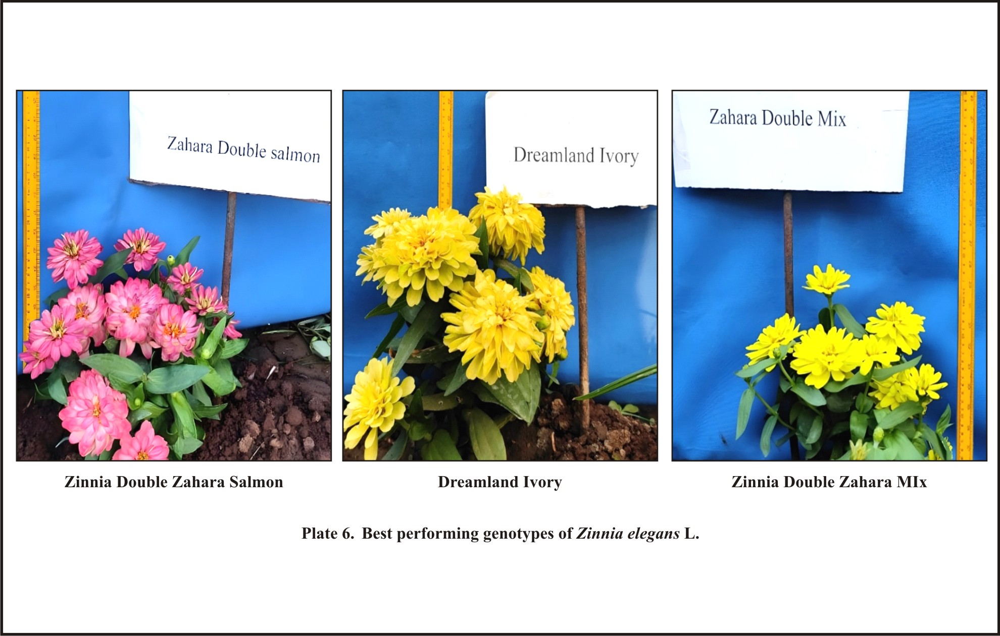 Zahara Double salmon
Dreamland Ivory
Zahara Double Mix
Zinnia Double Zahara Salmon
Dreamland Ivory
Zinnia Double Zahara MIx
Plate 6. Best performing genotypes of Zinnia elegans L.